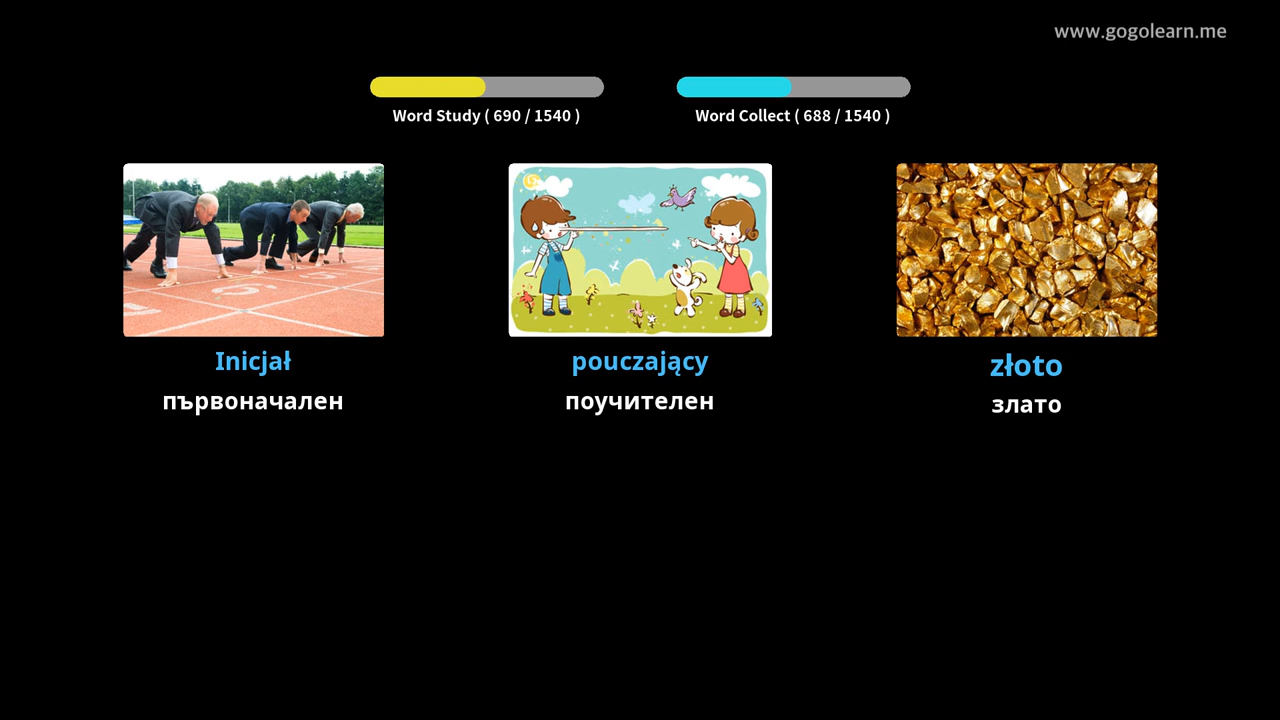 www.gogolearn.me
Word Study ( 690 / 1540 )
Word Collect ( 688 / 1540 )
Inicjał
първоначален
pouczający
поучителен
złoto
злато